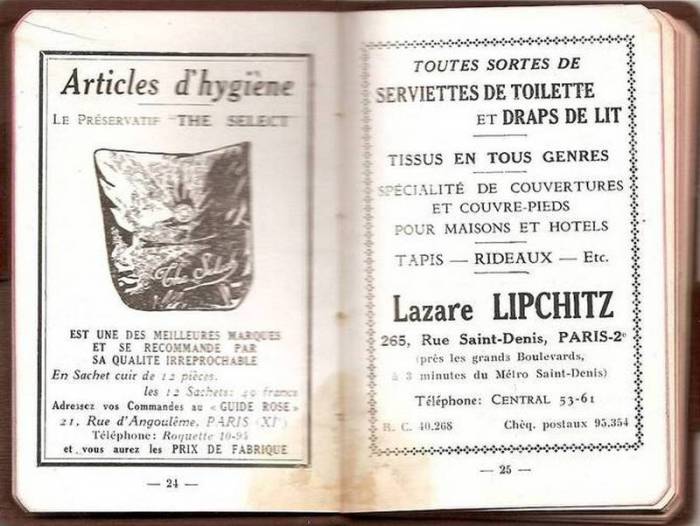 Articles d'hygiène
LE PRÉSERVATIF "THE SELECT"
The Select
EST UNE DES MEILLEURES MARQUES
ET SE RECOMMANDE PAR
SA QUALITE IRREPROCHABLE
En Sachet cuir de 12 pièces.
les 12 Sachets: 40 francs
Adressez vos Commandes au « GUIDE ROSE »
21, Rue d'Angoulême, PARIS (XIe)
Téléphone: Roquette 10-95
et vous aurez les PRIX DE FABRIQUE
— 24 —
TOUTES SORTES DE
SERVIETTES DE TOILETTE
ET DRAPS DE LIT
TISSUS EN TOUS GENRES
SPÉCIALITÉ DE COUVERTURES
ET COUVRE-PIEDS
POUR MAISONS ET HOTELS
TAPIS — RIDEAUX — Etc.
Lazare LIPCHITZ
265, Rue Saint-Denis, PARIS-2e
(près les grands Boulevards,
à 3 minutes du Métro Saint-Denis)
Téléphone: CENTRAL 53-61
R. C. 40.268 Chèq. postaux 95.354
— 25 —